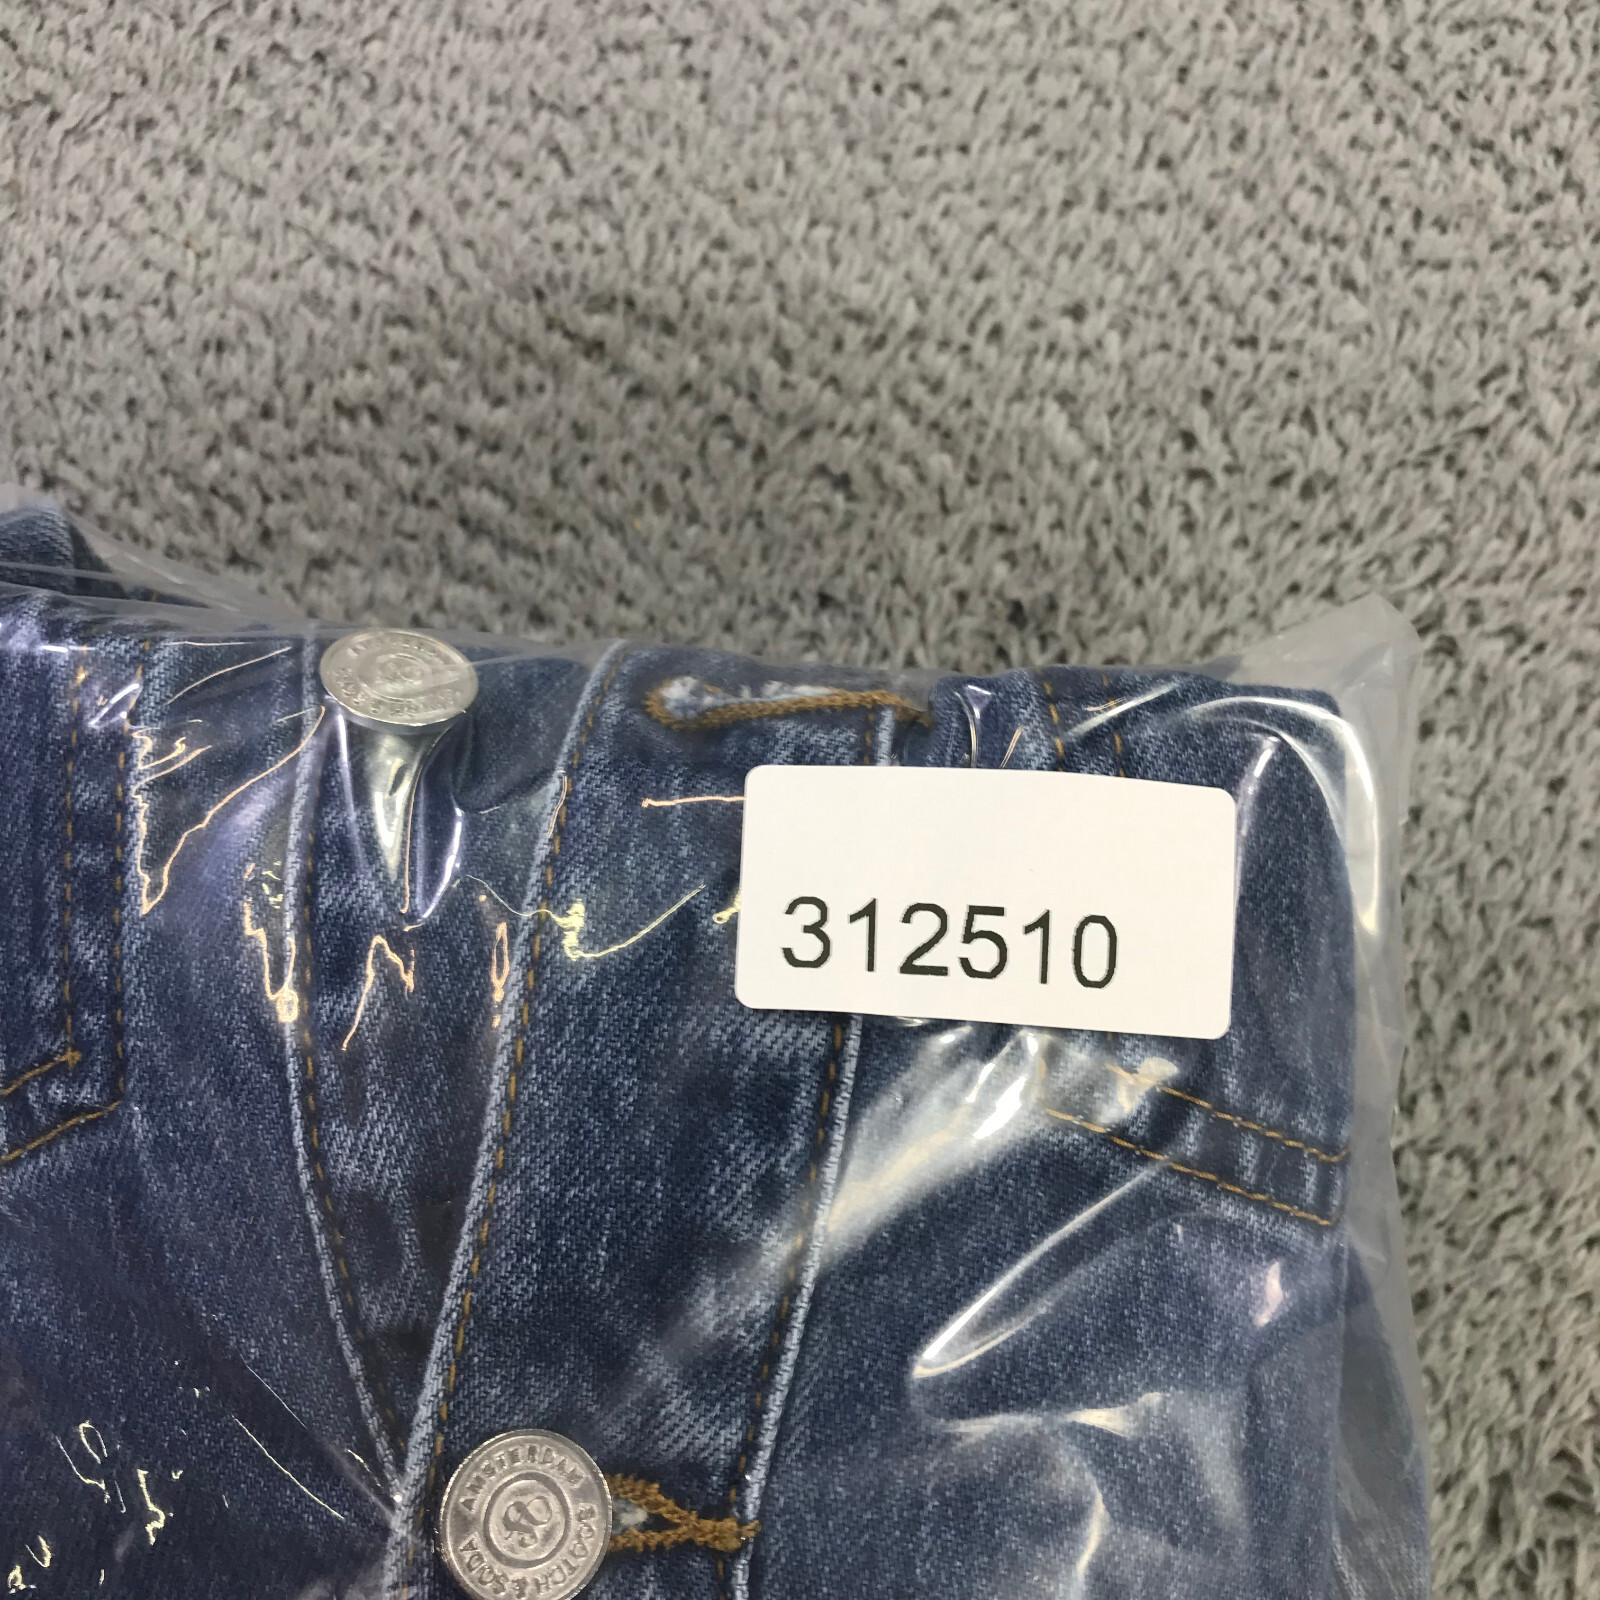 312510
AMSTERDAM SCOTCH & SODA